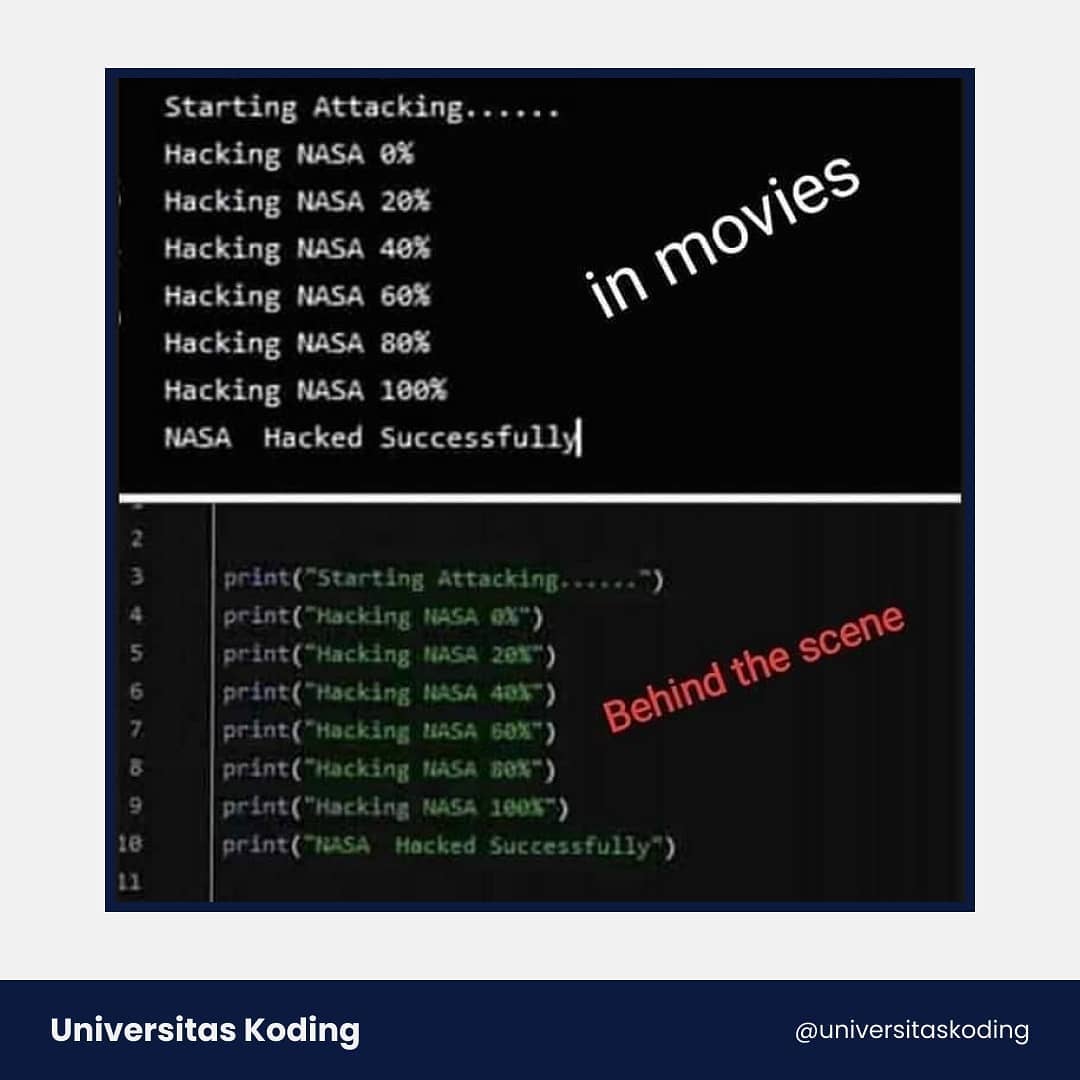 Starting Attacking......
Hacking NASA 0%
Hacking NASA 20%
Hacking NASA 40%
Hacking NASA 60%
Hacking NASA 80%
Hacking NASA 100%
NASA  Hacked Successfully
in movies
2
3 print("Starting Attacking......")
4 print("Hacking NASA 0%")
5 print("Hacking NASA 20%")
6 print("Hacking NASA 40%")
7 print("Hacking NASA 60%")
8 print("Hacking NASA 80%")
9 print("Hacking NASA 100%")
10 print("NASA  Hacked Successfully")
11
Behind the scene
Universitas Koding
@universitaskoding